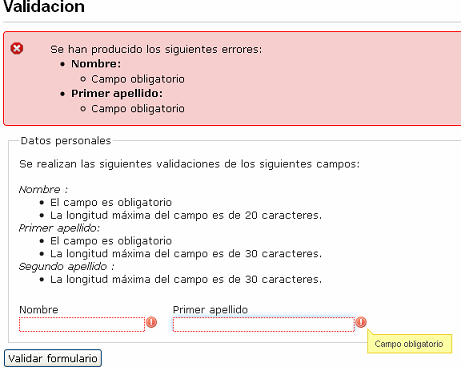 Validacion
Se han producido los siguientes errores:
Nombre:
Campo obligatorio
Primer apellido:
Campo obligatorio
Datos personales
Se realizan las siguientes validaciones de los siguientes campos:
Nombre :
El campo es obligatorio
La longitud máxima del campo es de 20 caracteres.
Primer apellido:
El campo es obligatorio
La longitud máxima del campo es de 30 caracteres.
Segundo apellido :
La longitud máxima del campo es de 30 caracteres.
Nombre Primer apellido
Campo obligatorio
Validar formulario